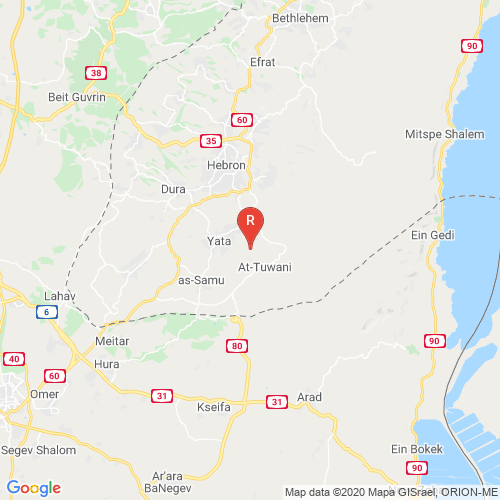 Bethlehem
90
Efrat
38
Beit Guvrin
60
Mitspe Shalem
35
Hebron
Dura
R
Ein Gedi
Yata
At-Tuwani
as-Samu
Lahav
6
Meitar
80
90
40
Hura
60
Omer
31
Kseifa
31
Arad
Segev Shalom
Ein Bokek
90
Ar'ara
BaNegev
Google
Map data ©2020 Mapa GISrael, ORION-ME